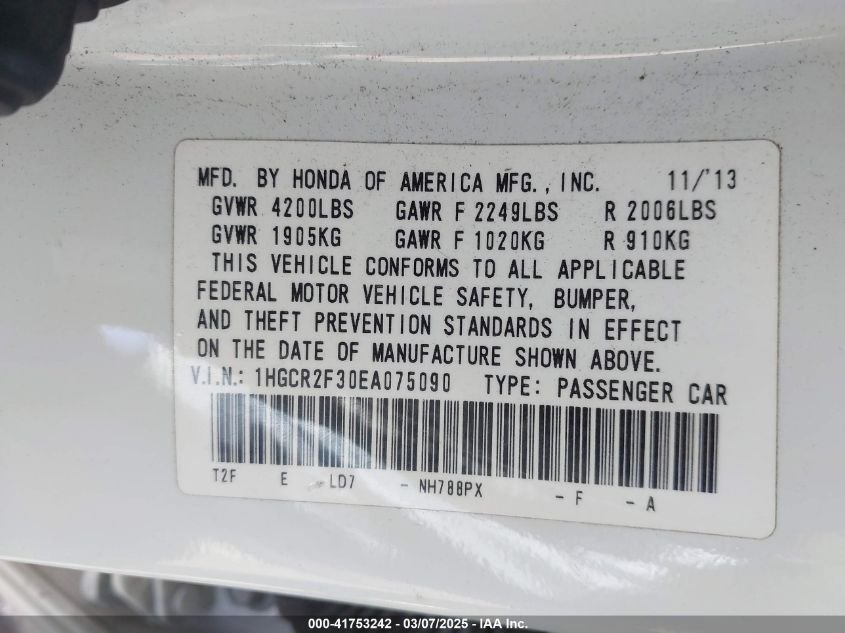 MFD. BY HONDA OF AMERICA MFG., INC. 11/'13
GVWR 4200LBS GAWR F 2249LBS R 2006LBS
GVWR 1905KG GAWR F 1020KG R 910KG
THIS VEHICLE CONFORMS TO ALL APPLICABLE
FEDERAL MOTOR VEHICLE SAFETY, BUMPER,
AND THEFT PREVENTION STANDARDS IN EFFECT
ON THE DATE OF MANUFACTURE SHOWN ABOVE.
V.I.N.: 1HGCR2F30EA075090 TYPE: PASSENGER CAR
T2F E - LD7 - NH788PX - F - A
000-41753242 - 03/07/2025 - IAA Inc.